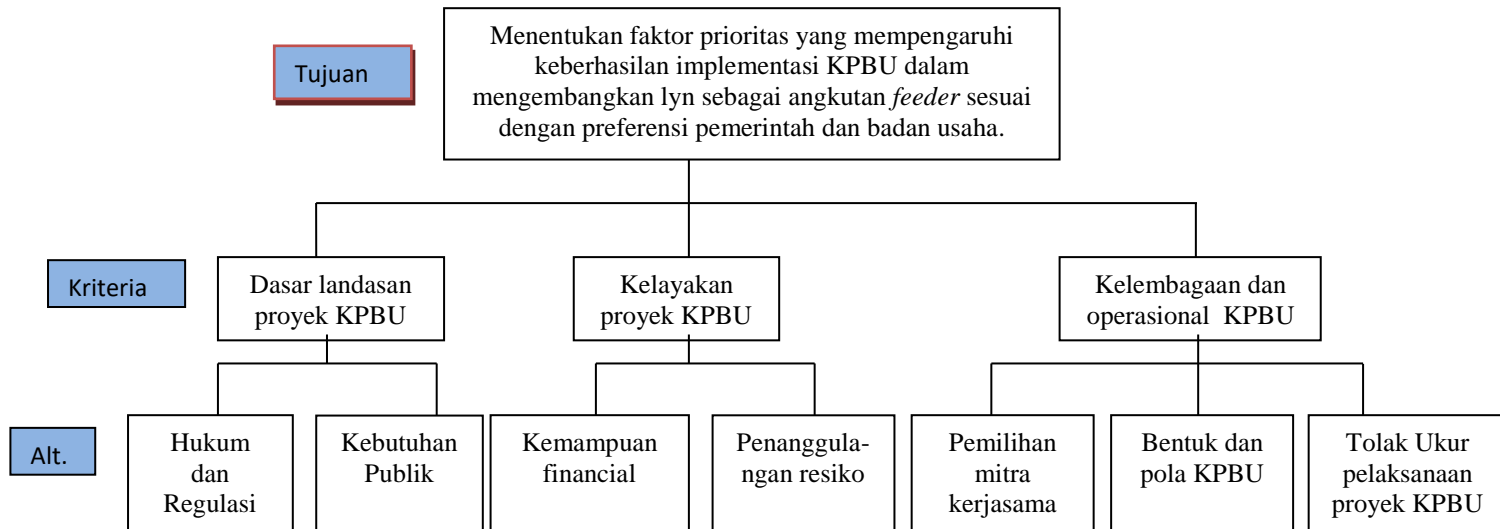 Tujuan
Menentukan faktor prioritas yang mempengaruhi
keberhasilan implementasi KPBU dalam
mengembangkan lyn sebagai angkutan feeder sesuai
dengan preferensi pemerintah dan badan usaha.
Kriteria
Dasar landasan
proyek KPBU
Kelayakan
proyek KPBU
Kelembagaan dan
operasional KPBU
Alt.
Hukum
dan
Regulasi
Kebutuhan
Publik
Kemampuan
financial
Penanggula-
ngan resiko
Pemilihan
mitra
kerjasama
Bentuk dan
pola KPBU
Tolak Ukur
pelaksanaan
proyek KPBU